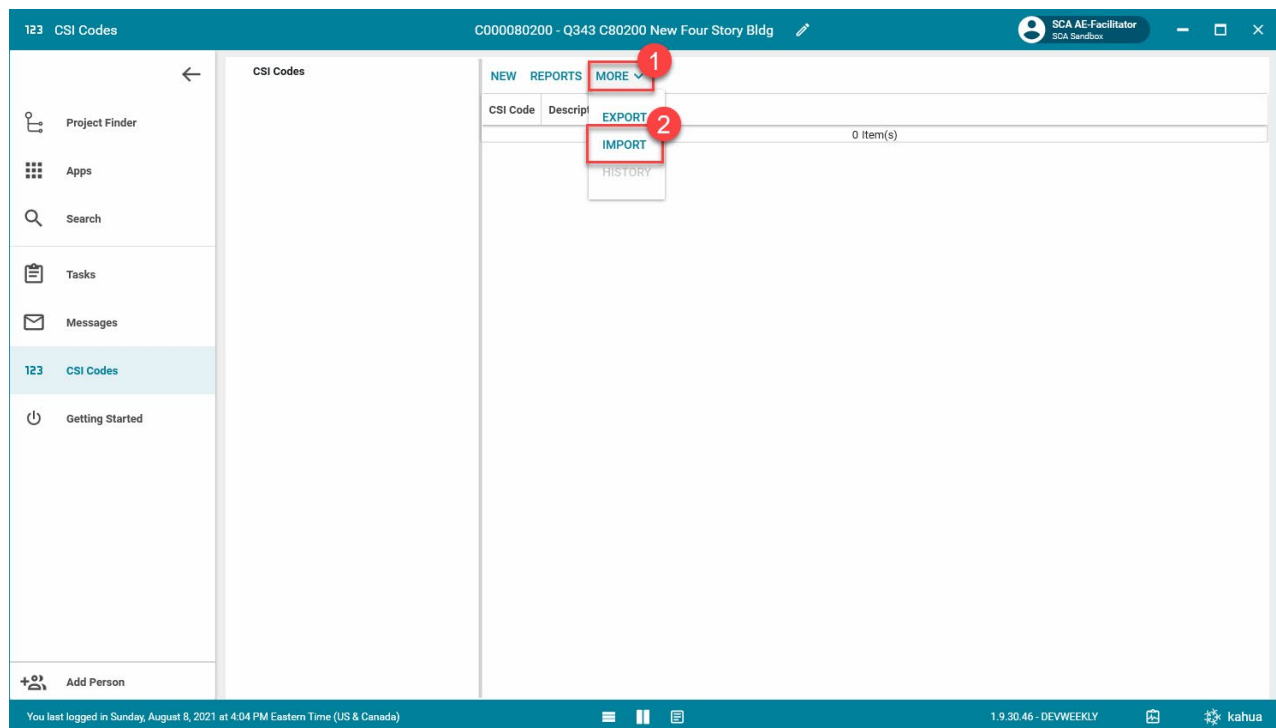 123 CSI Codes
C000080200 - Q343 C80200 New Four Story Bldg
SCA AE-Facilitator
SCA Sandbox
Project Finder
Apps
Search
Tasks
Messages
123 CSI Codes
Getting Started
Add Person
CSI Codes
NEW REPORTS MORE
1
CSI Code Descript
EXPORT
2
IMPORT
HISTORY
0 Item(s)
You last logged in Sunday, August 8, 2021 at 4:04 PM Eastern Time (US & Canada)
1.9.30.46 - DEVWEEKLY
kahua